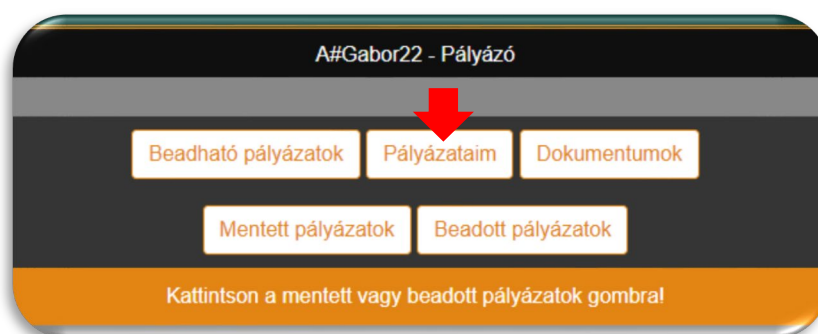 A#Gabor22 - Pályázó
Beadható pályázatok Pályázataim Dokumentumok
Mentett pályázatok Beadott pályázatok
Kattintson a mentett vagy beadott pályázatok gombra!